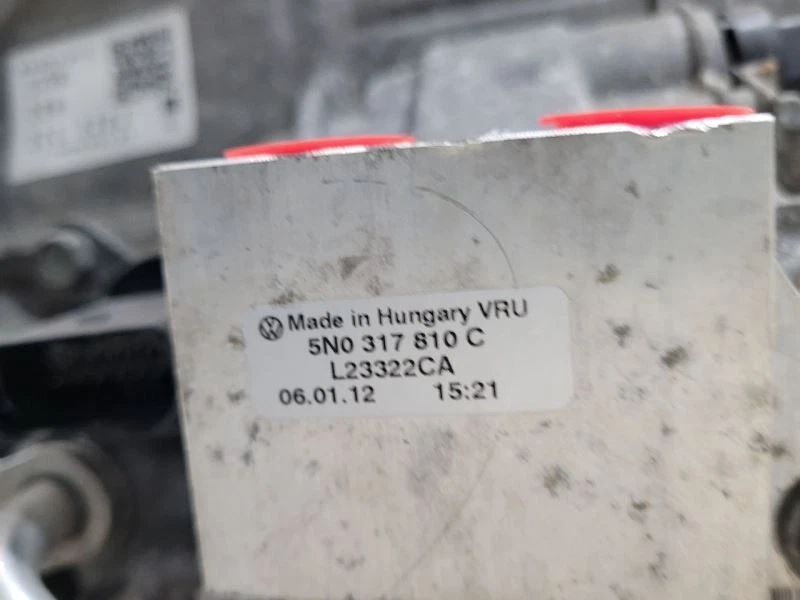 Made in Hungary VRU
5N0 317 810 C
L23322CA
06.01.12 15:21